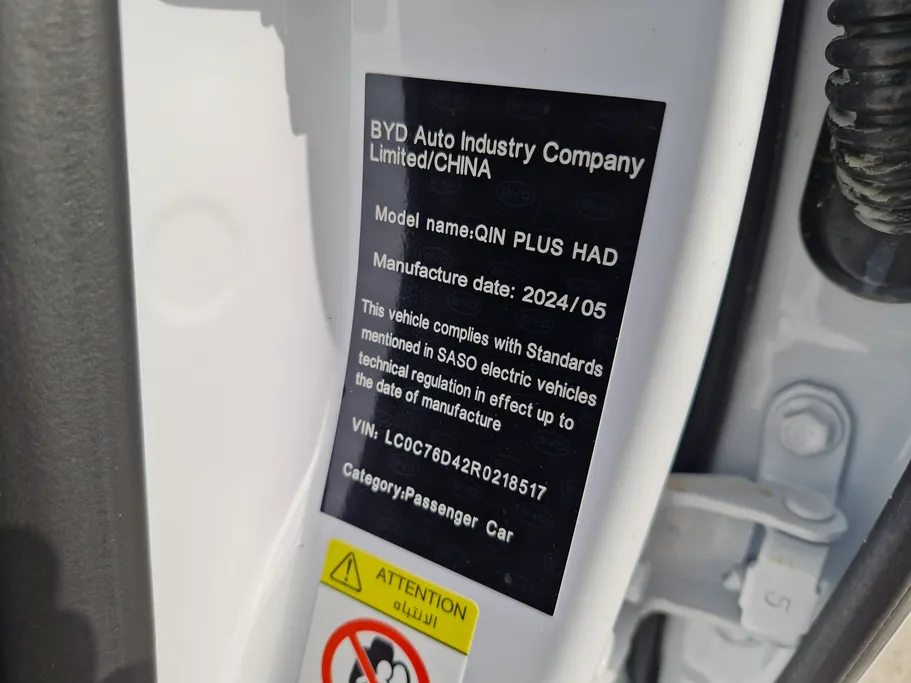 BYD Auto Industry Company
Limited/CHINA
Model name:QIN PLUS HAD
Manufacture date: 2024/05
This vehicle complies with Standards
mentioned in SASO electric vehicles
technical regulation in effect up to
the date of manufacture
VIN: LC0C76D42R0218517
Category:Passenger Car
ATTENTION
الانتباه
5